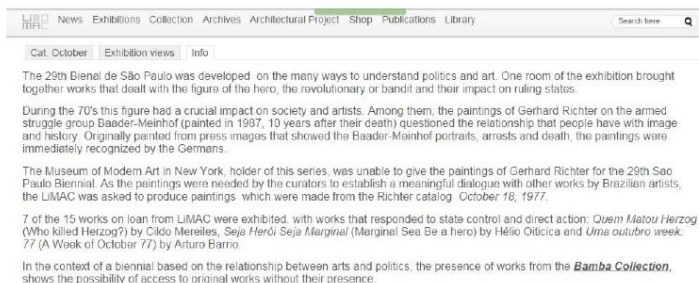 LiMAC News Exhibitions Collection Archives Architectural Project Shop Publications Library Search here
Cat. October Exhibition views Info
The 29th Bienal de São Paulo was developed on the many ways to understand politics and art. One room of the exhibition brought
together works that dealt with the figure of the hero, the revolutionary or bandit and their impact on ruling states.
During the 70's this figure had a crucial impact on society and artists. Among them, the paintings of Gerhard Richter on the armed
struggle group Baader-Meinhof (painted in 1987, 10 years after their death) questioned the relationship that people have with image
and history. Originally painted from press images that showed the Baader-Meinhof portraits, arrests and death, the paintings were
immediately recognized by the Germans.
The Museum of Modern Art in New York, holder of this series, was unable to give the paintings of Gerhard Richter for the 29th Sao
Paulo Biennial. As the paintings were needed by the curators to establish a meaningful dialogue with other works by Brazilian artists,
the LiMAC was asked to produce paintings which were made from the Richter catalog October 18, 1977.
7 of the 15 works on loan from LiMAC were exhibited. with works that responded to state control and direct action: Quem Matou Herzog
(Who killed Herzog?) by Cildo Mereiles, Seja Herói Seja Marginal (Marginal Sea Be a hero) by Hélio Oiticica and Uma outubro week.
77 (A Week of October 77) by Arturo Barrio.
In the context of a biennial based on the relationship between arts and politics, the presence of works from the Bamba Collection,
shows the possibility of access to original works without their presence.